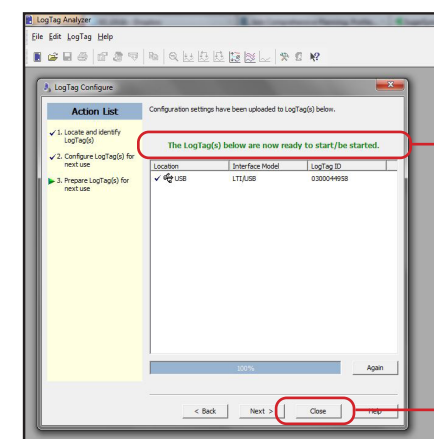 LogTag Analyzer
File Edit LogTag Help
LogTag Configure
Action List
1. Locate and identify
LogTag(s)
2. Configure LogTag(s) for
next use
3. Prepare LogTag(s) for
next use
Configuration settings have been uploaded to LogTag(s) below.
The LogTag(s) below are now ready to start/be started.
Location Interface Model LogTag ID
USB LTI/USB 0300044958
100%
Again
< Back Next > Close Help